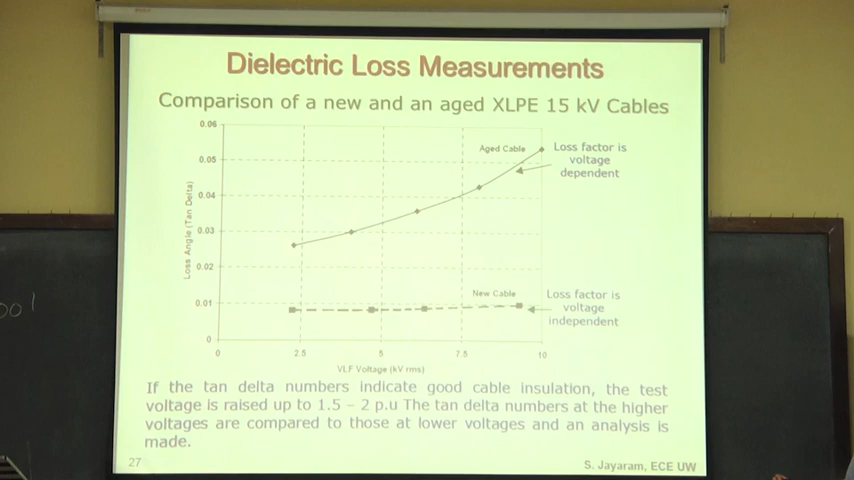 Dielectric Loss Measurements
Comparison of a new and an aged XLPE 15 kV Cables
0.06
0.05
0.04
0.03
0.02
0.01
0
Loss Angle (Tan Delta)
Aged Cable
Loss factor is
voltage
dependent
New Cable
Loss factor is
voltage
independent
0 2.5 5 7.5 10
VLF Voltage (kV rms)
If the tan delta numbers indicate good cable insulation, the test
voltage is raised up to 1.5 – 2 p.u The tan delta numbers at the higher
voltages are compared to those at lower voltages and an analysis is
made.
27
S. Jayaram, ECE UW